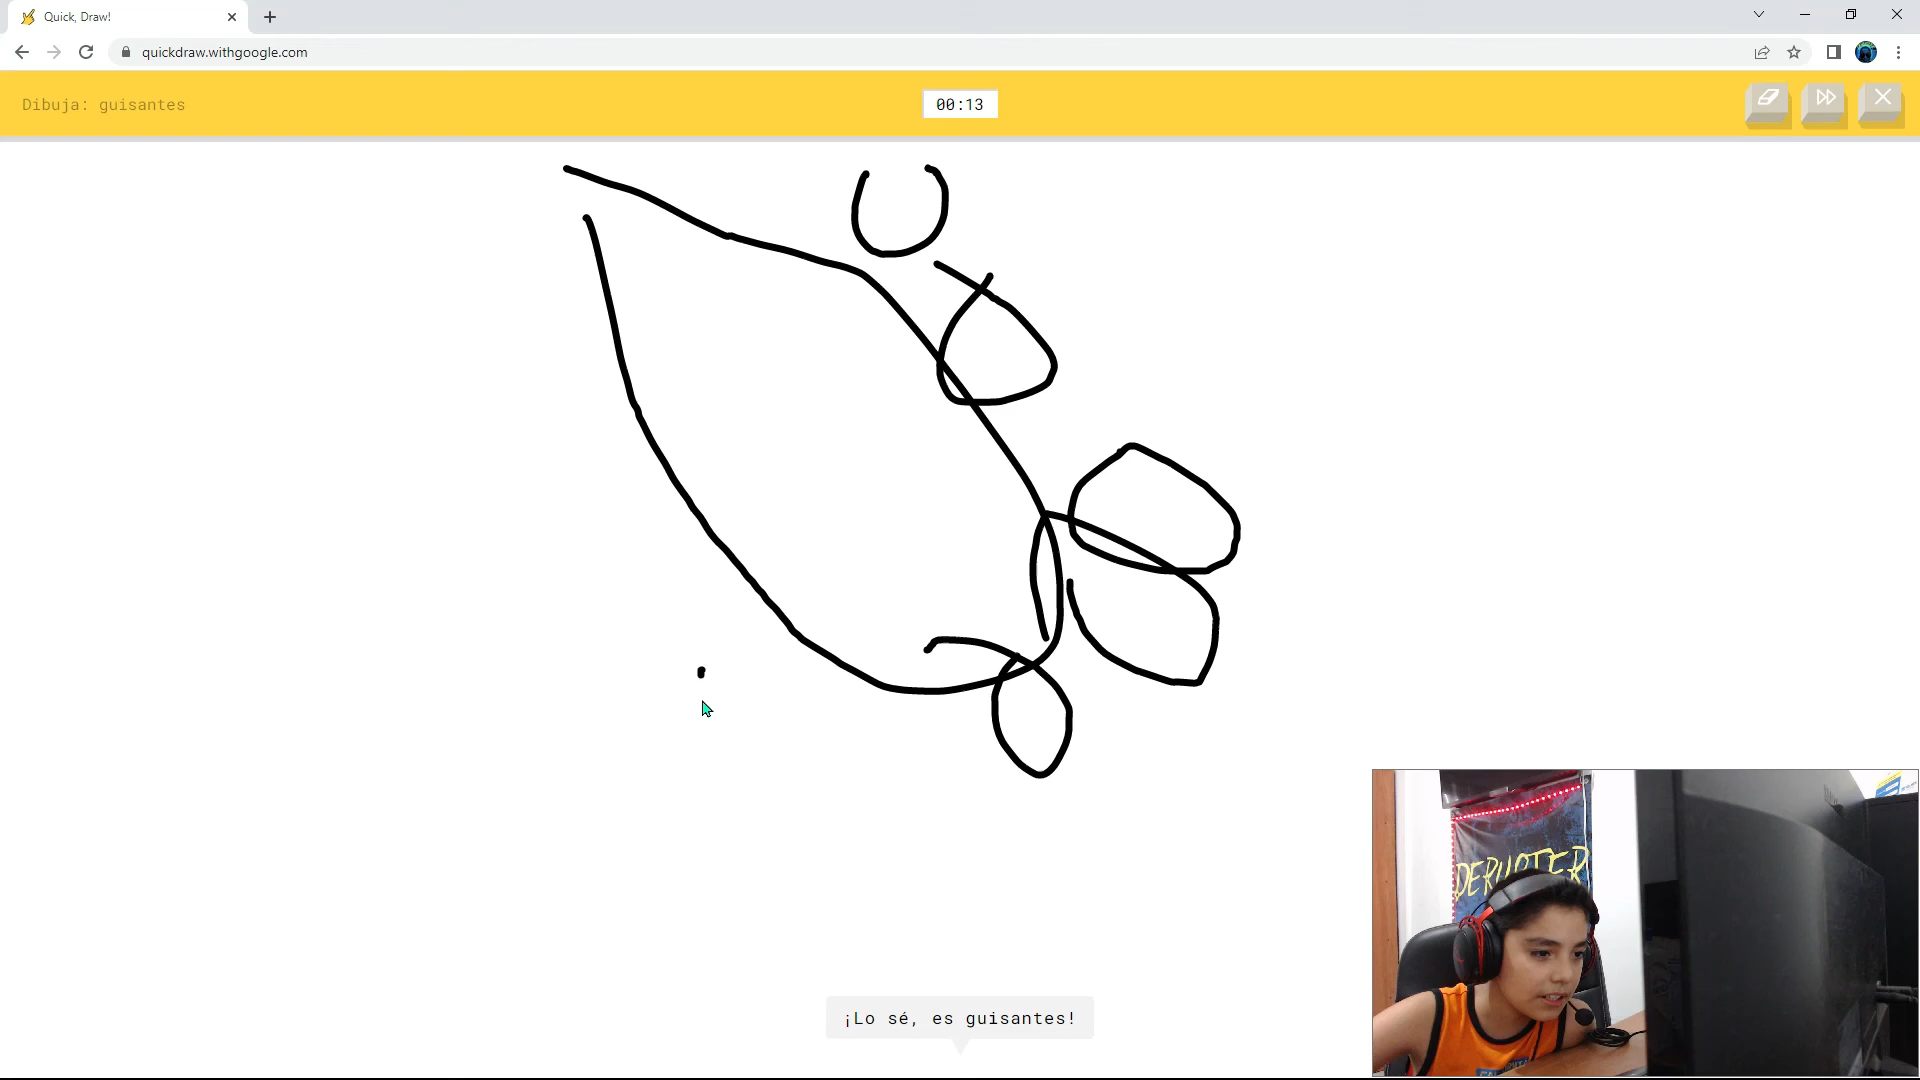 Quick, Draw!
quickdraw.withgoogle.com
Dibuja: guisantes
00:13
¡Lo sé, es guisantes!